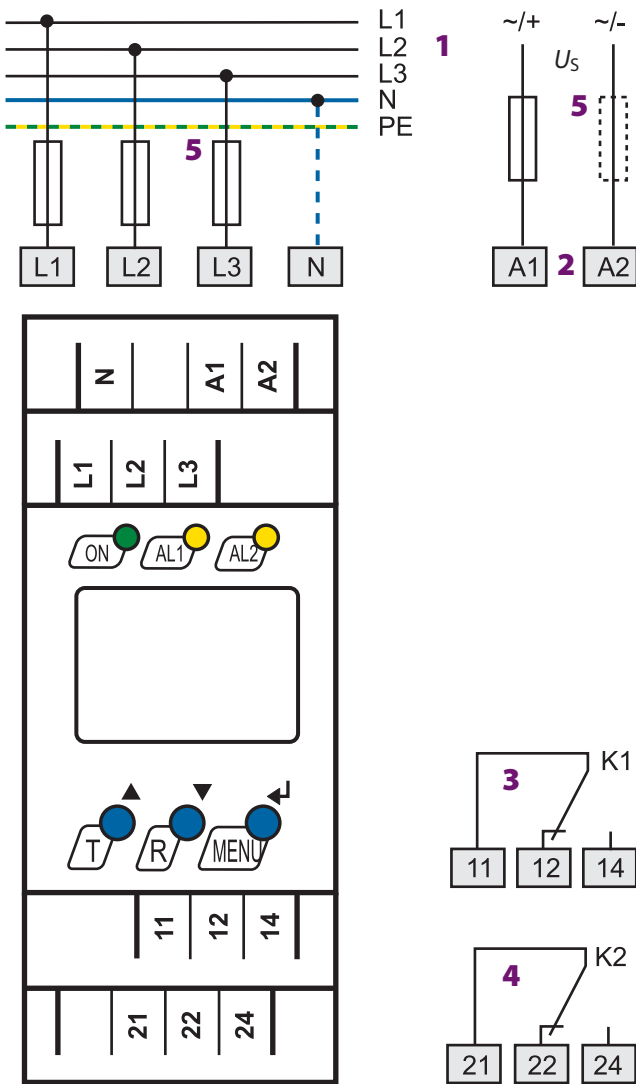 L1 ~/+ ~/-
L2 1 U_S
L3
N 5
PE
5
L1 L2 L3 N A1 2 A2
N A1 A2
L1 L2 L3
ON AL1 AL2
▲ ▼ ↵
T R MENU
K1
3
11 12 14
11 12 14
K2
4
21 22 24
21 22 24